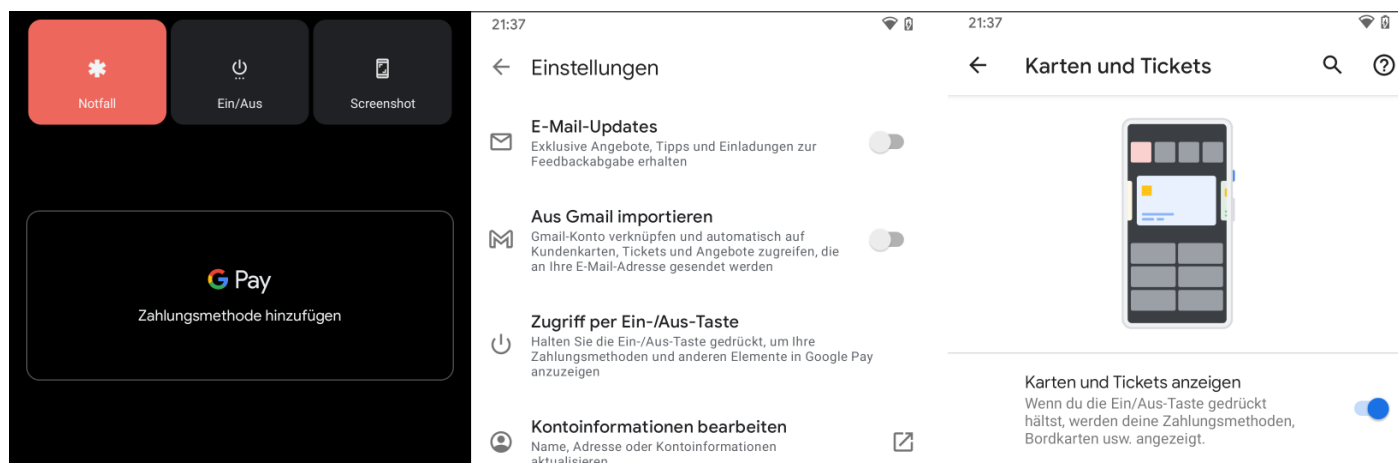 Notfall
Ein/Aus
Screenshot
G Pay
Zahlungsmethode hinzufügen
21:37
Einstellungen
E-Mail-Updates
Exklusive Angebote, Tipps und Einladungen zur
Feedbackabgabe erhalten
Aus Gmail importieren
Gmail-Konto verknüpfen und automatisch auf
Kundenkarten, Tickets und Angebote zugreifen, die
an Ihre E-Mail-Adresse gesendet werden
Zugriff per Ein-/Aus-Taste
Halten Sie die Ein-/Aus-Taste gedrückt, um Ihre
Zahlungsmethoden und anderen Elemente in Google Pay
anzuzeigen
Kontoinformationen bearbeiten
Name, Adresse oder Kontoinformationen
aktualisieren
21:37
Karten und Tickets
Karten und Tickets anzeigen
Wenn du die Ein/Aus-Taste gedrückt
hältst, werden deine Zahlungsmethoden,
Bordkarten usw. angezeigt.